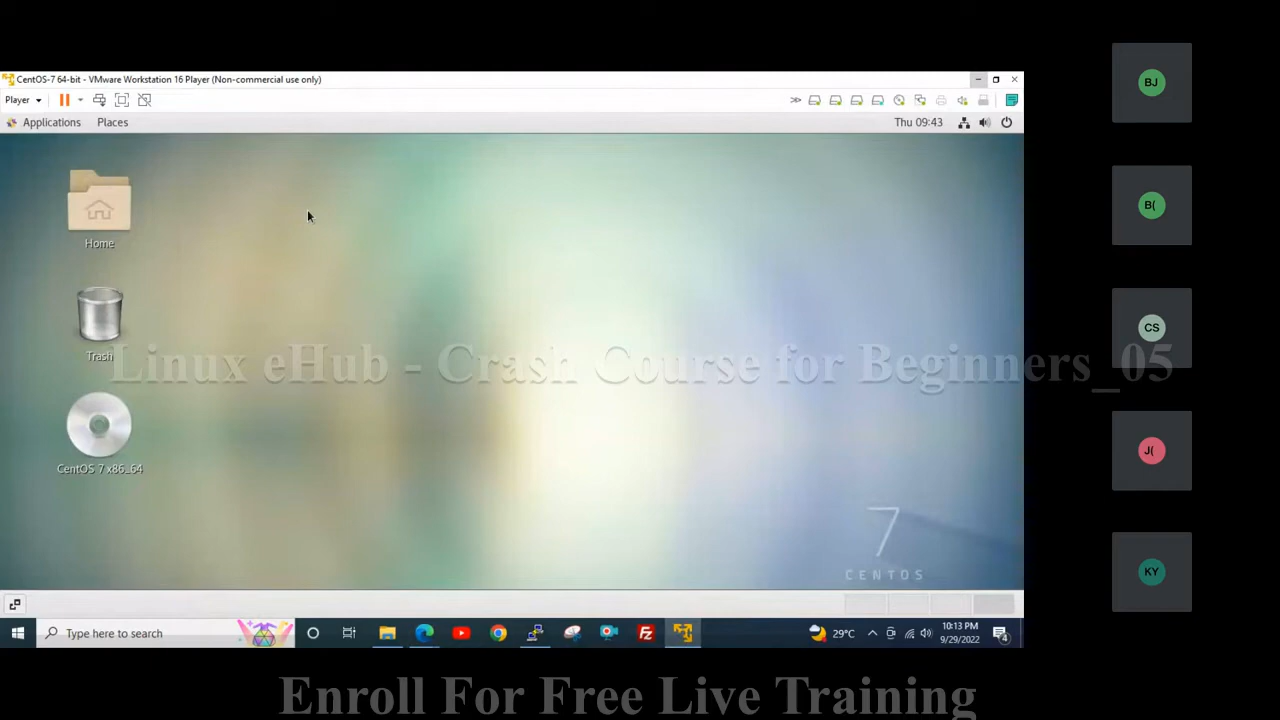 CentOS-7 64-bit - VMware Workstation 16 Player (Non-commercial use only)
Player
Applications Places Thu 09:43
Home
Trash
Linux eHub - Crash Course for Beginners_05
CentOS 7 x86_64
7
CENTOS
Type here to search
29°C
10:13 PM
9/29/2022
4
Fz
BJ
B(
CS
J(
KY
Enroll For Free Live Training